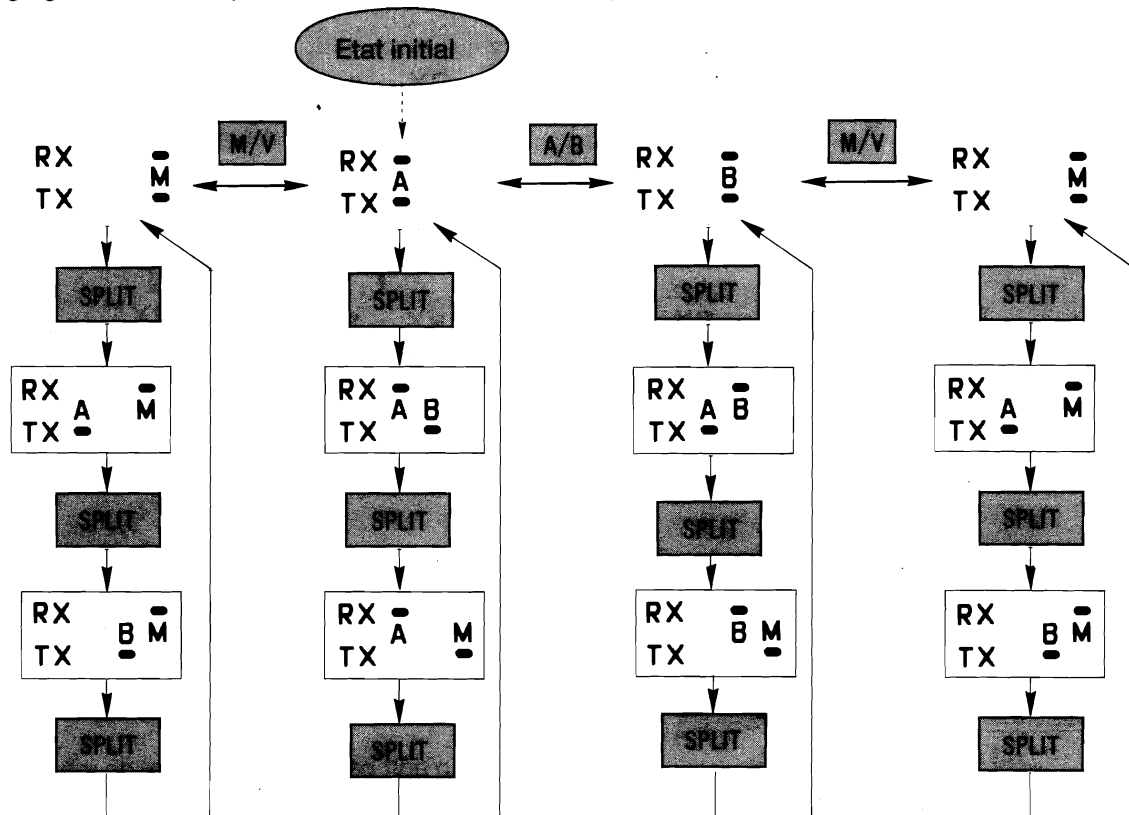 Etat initial
M/V A/B M/V
RX M RX A RX B RX M
TX TX TX TX
SPLIT SPLIT SPLIT SPLIT
RX RX RX RX
A M A B A B A M
TX TX TX TX
SPLIT SPLIT SPLIT SPLIT
RX RX RX RX
B M A M B M B M
TX TX TX TX
SPLIT SPLIT SPLIT SPLIT